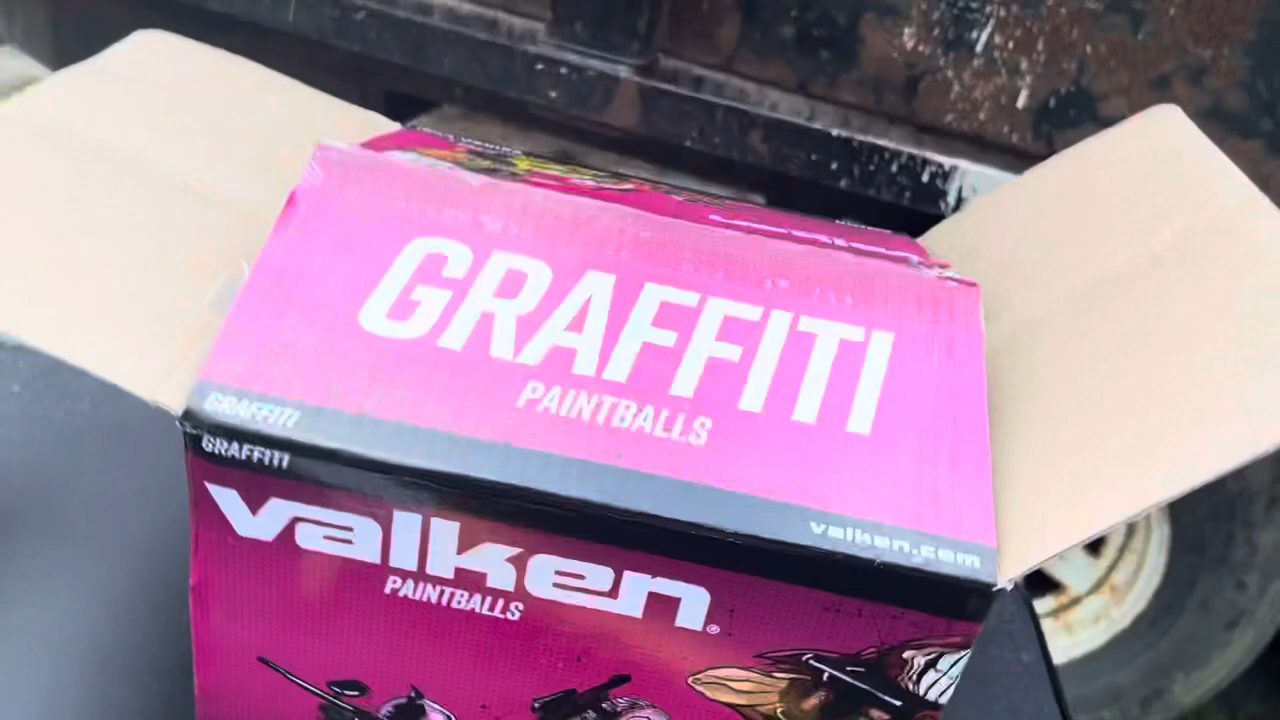 GRAFFITI
PAINTBALLS
GRAFFITI
valken.com
GRAFFITI
valken®
PAINTBALLS